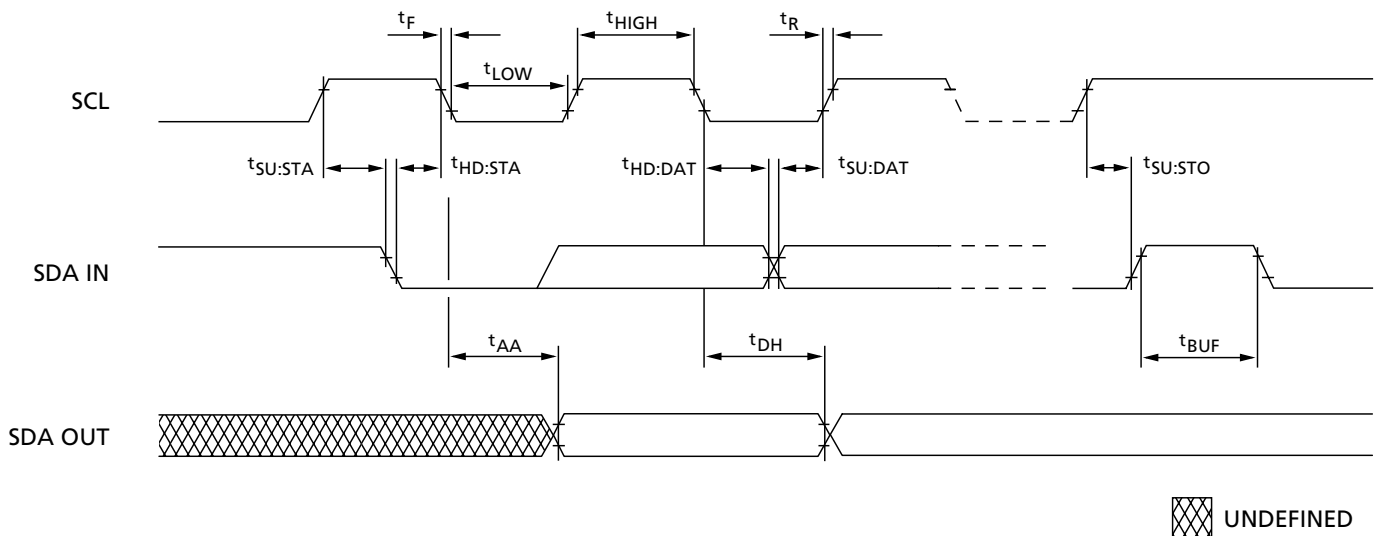 tF
tHIGH
tR
tLOW
SCL
tSU:STA
tHD:STA
tHD:DAT
tSU:DAT
tSU:STO
SDA IN
tAA
tDH
tBUF
SDA OUT
UNDEFINED